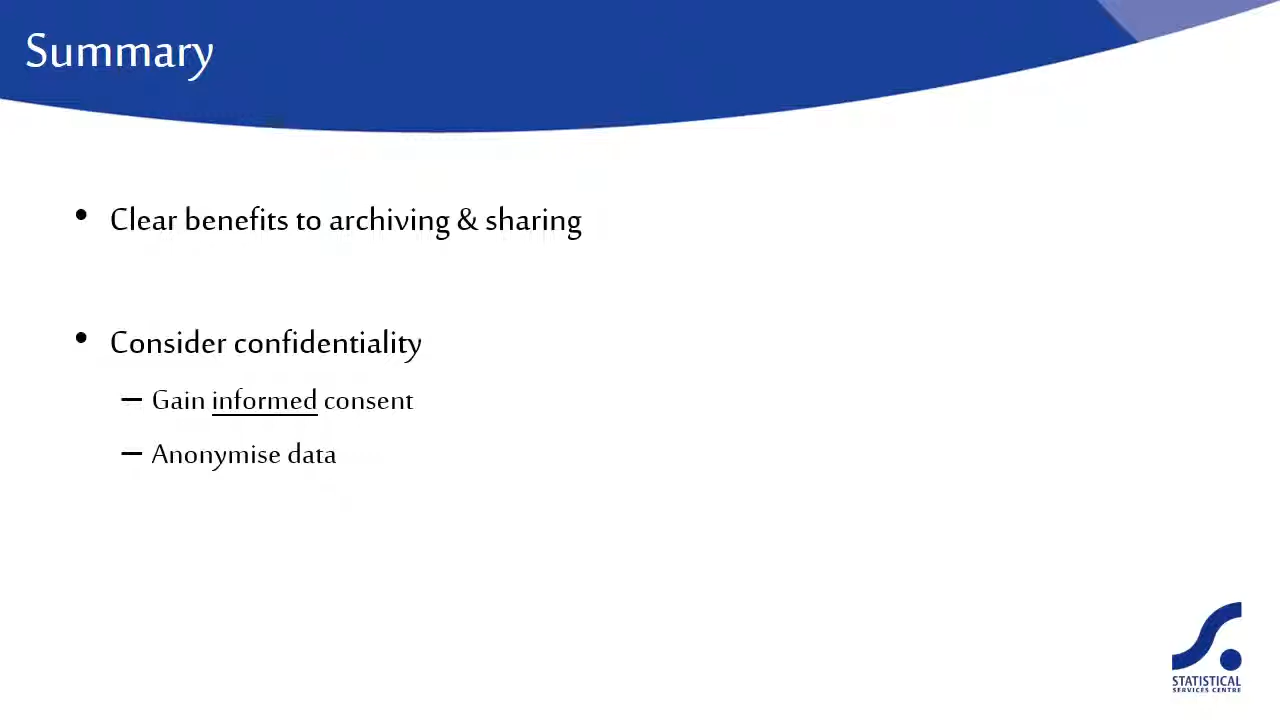 Summary
• Clear benefits to archiving & sharing
• Consider confidentiality
– Gain informed consent
– Anonymise data
STATISTICAL
SERVICES CENTRE